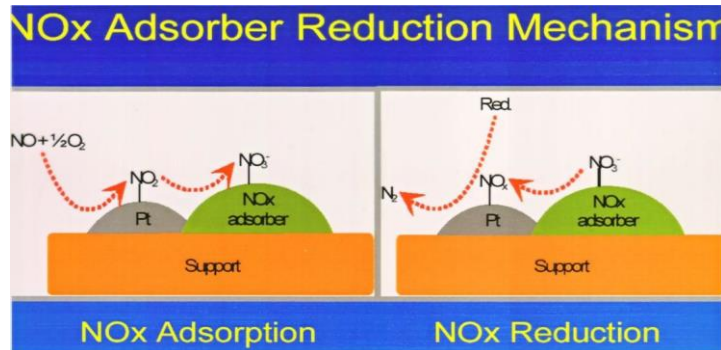 NOx Adsorber Reduction Mechanism
NO + ½O₂
NO₂
NO₃⁻
Pt
NOx
adsorber
Support
NOx Adsorption
Red.
N₂
NOx
NO₃⁻
Pt
NOx
adsorber
Support
NOx Reduction